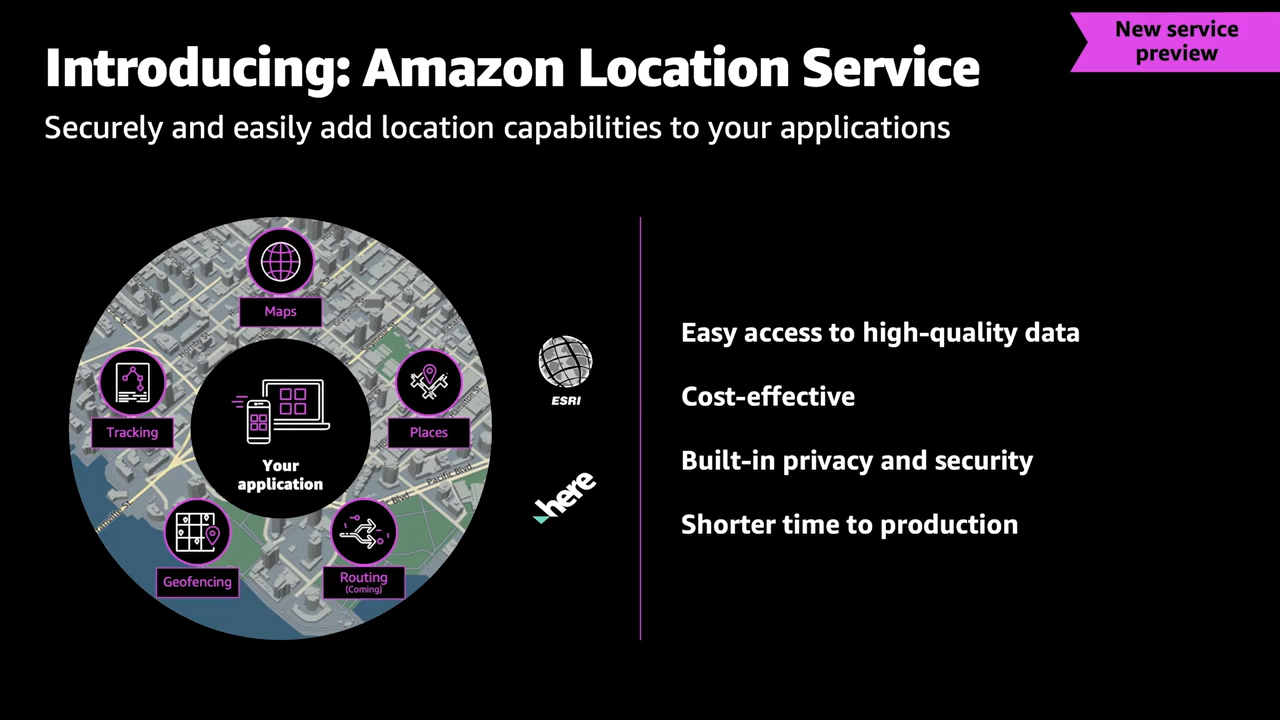 New service
preview
Introducing: Amazon Location Service
Securely and easily add location capabilities to your applications
Maps
Tracking
Places
Your
application
Geofencing
Routing
(Coming)
Pacific Blvd
ESRI
here
Easy access to high-quality data
Cost-effective
Built-in privacy and security
Shorter time to production